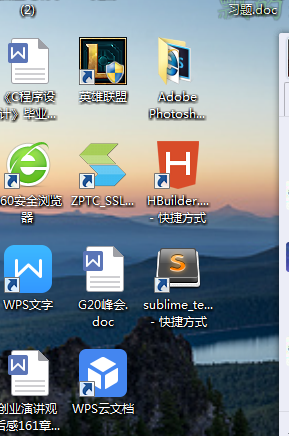 (2)
习题.doc
《C程序设
计》毕业...
英雄联盟
Adobe
Photosh...
60安全浏览
器
ZPTC_SSL...
HBuilder....
- 快捷方式
WPS文字
G20峰会.
doc
sublime_te...
- 快捷方式
创业演讲观
后感161章...
WPS云文档